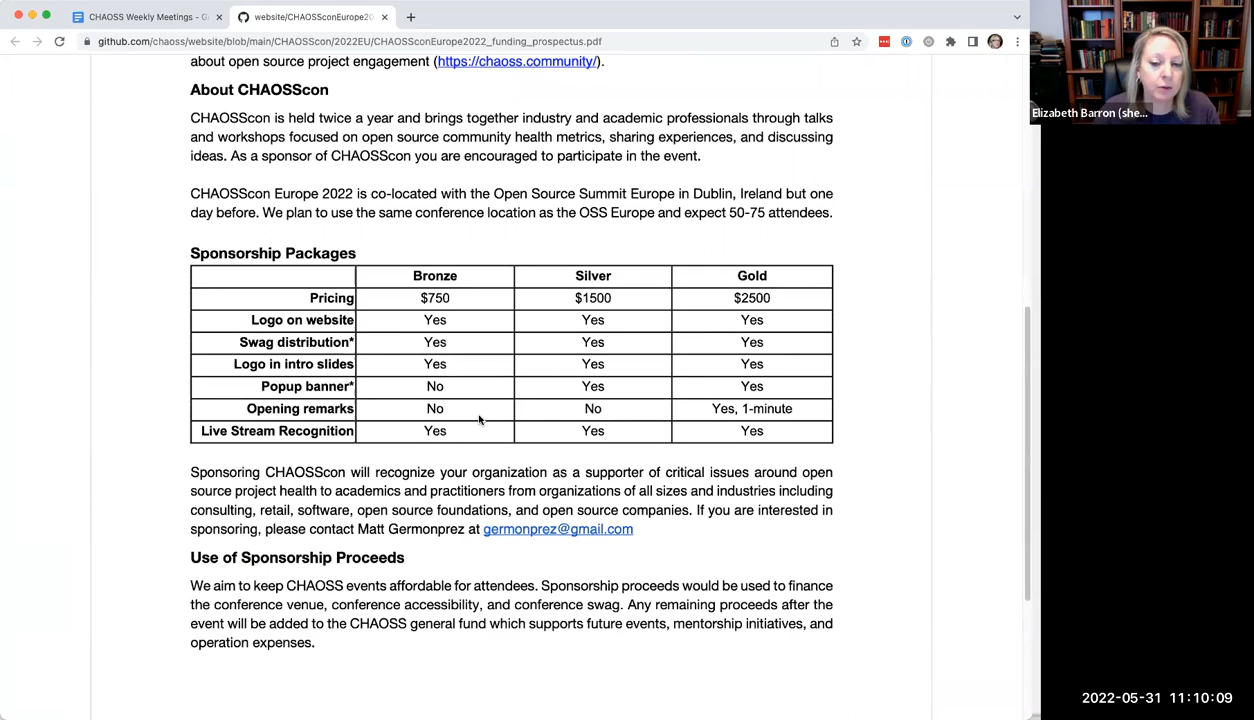 CHAOSS Weekly Meetings - G
website/CHAOSSconEurope20
github.com/chaoss/website/blob/main/CHAOSScon/2022EU/CHAOSSconEurope2022_funding_prospectus.pdf
about open source project engagement (https://chaoss.community/).
About CHAOSScon
CHAOSScon is held twice a year and brings together industry and academic professionals through talks
and workshops focused on open source community health metrics, sharing experiences, and discussing
ideas. As a sponsor of CHAOSScon you are encouraged to participate in the event.
CHAOSScon Europe 2022 is co-located with the Open Source Summit Europe in Dublin, Ireland but one
day before. We plan to use the same conference location as the OSS Europe and expect 50-75 attendees.
Sponsorship Packages
Bronze Silver Gold
Pricing $750 $1500 $2500
Logo on website Yes Yes Yes
Swag distribution* Yes Yes Yes
Logo in intro slides Yes Yes Yes
Popup banner* No Yes Yes
Opening remarks No No Yes, 1-minute
Live Stream Recognition Yes Yes Yes
Sponsoring CHAOSScon will recognize your organization as a supporter of critical issues around open
source project health to academics and practitioners from organizations of all sizes and industries including
consulting, retail, software, open source foundations, and open source companies. If you are interested in
sponsoring, please contact Matt Germonprez at germonprez@gmail.com
Use of Sponsorship Proceeds
We aim to keep CHAOSS events affordable for attendees. Sponsorship proceeds would be used to finance
the conference venue, conference accessibility, and conference swag. Any remaining proceeds after the
event will be added to the CHAOSS general fund which supports future events, mentorship initiatives, and
operation expenses.
Elizabeth Barron (she...
2022-05-31 11:10:09